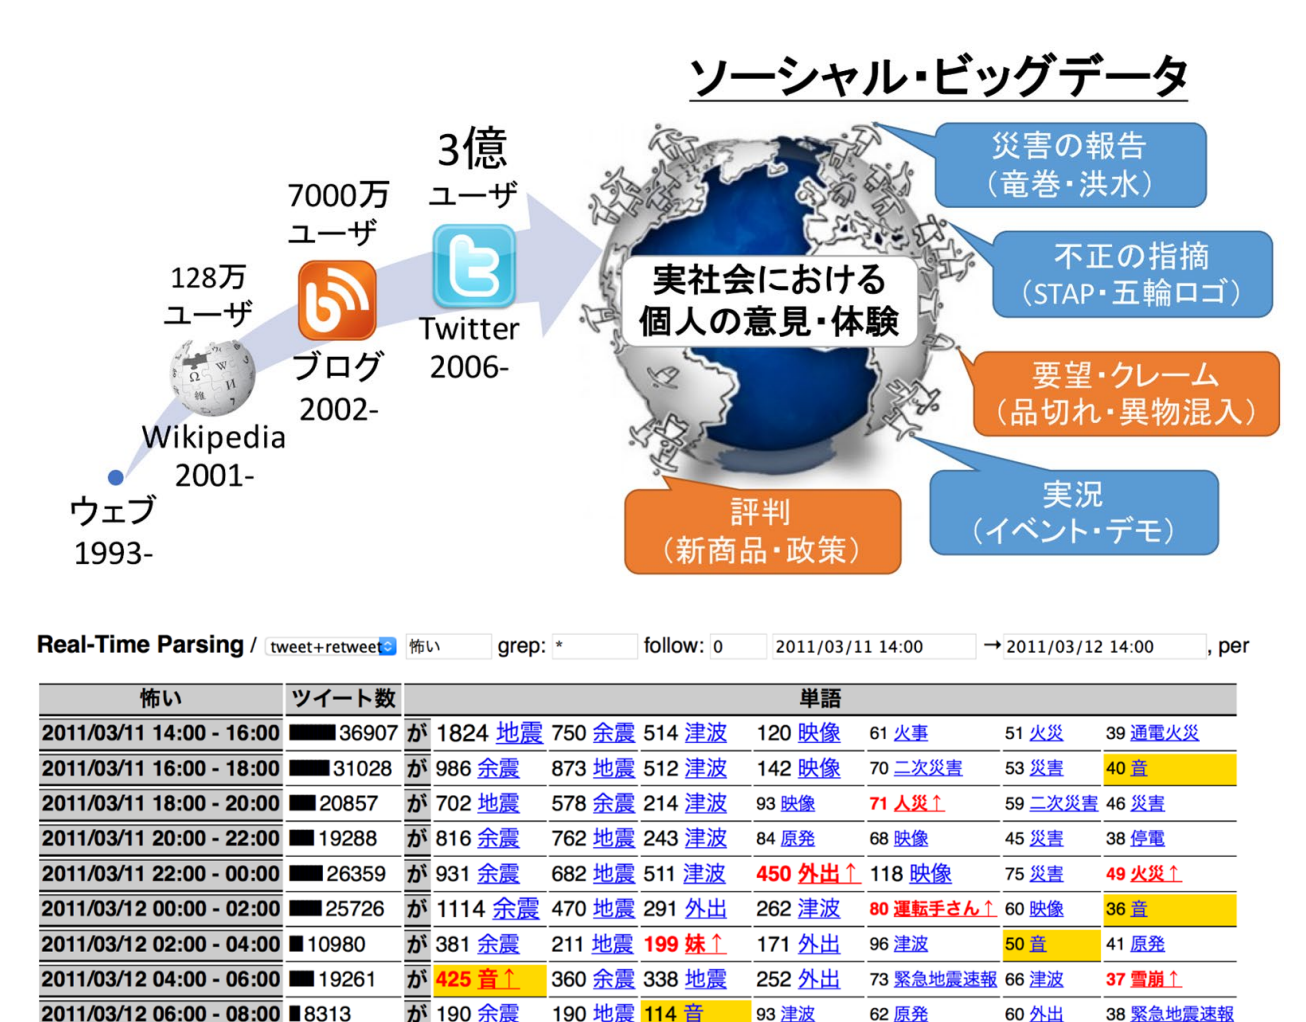 ソーシャル・ビッグデータ
3億
ユーザ
7000万
ユーザ
128万
ユーザ
Twitter
2006-
ブログ
2002-
Wikipedia
2001-
ウェブ
1993-
実社会における
個人の意見・体験
災害の報告
（竜巻・洪水）
不正の指摘
（STAP・五輪ロゴ）
要望・クレーム
（品切れ・異物混入）
実況
（イベント・デモ）
評判
（新商品・政策）
Real-Time Parsing / tweet+retweet 怖い grep: * follow: 0 2011/03/11 14:00 →2011/03/12 14:00 , per
怖い ツイート数 単語
2011/03/11 14:00 - 16:00 36907 が 1824 地震 750 余震 514 津波 120 映像 61 火事 51 火災 39 通電火災
2011/03/11 16:00 - 18:00 31028 が 986 余震 873 地震 512 津波 142 映像 70 二次災害 53 災害 40 音
2011/03/11 18:00 - 20:00 20857 が 702 地震 578 余震 214 津波 93 映像 71 人災↑ 59 二次災害 46 災害
2011/03/11 20:00 - 22:00 19288 が 816 余震 762 地震 243 津波 84 原発 68 映像 45 災害 38 停電
2011/03/11 22:00 - 00:00 26359 が 931 余震 682 地震 511 津波 450 外出↑ 118 映像 75 災害 49 火災↑
2011/03/12 00:00 - 02:00 25726 が 1114 余震 470 地震 291 外出 262 津波 80 運転手さん↑ 60 映像 36 音
2011/03/12 02:00 - 04:00 10980 が 381 余震 211 地震 199 妹↑ 171 外出 96 津波 50 音 41 原発
2011/03/12 04:00 - 06:00 19261 が 425 音↑ 360 余震 338 地震 252 外出 73 緊急地震速報 66 津波 37 雪崩↑
2011/03/12 06:00 - 08:00 8313 が 190 余震 190 地震 114 音 93 津波 62 原発 60 外出 38 緊急地震速報